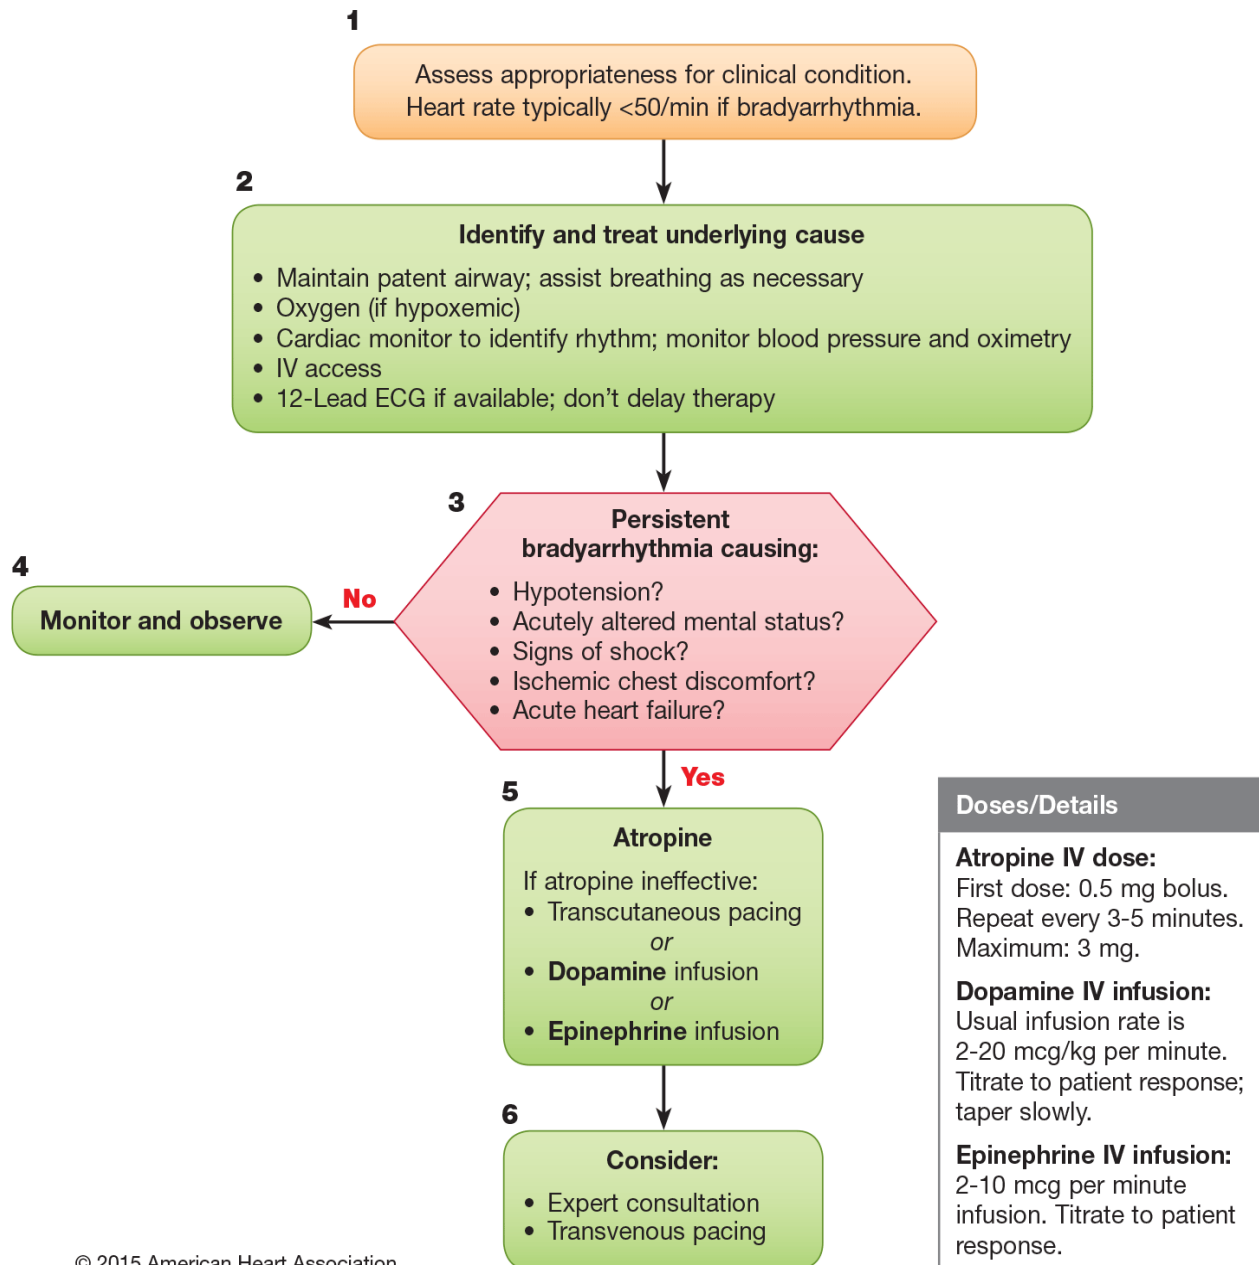 1
Assess appropriateness for clinical condition.
Heart rate typically <50/min if bradyarrhythmia.
2
Identify and treat underlying cause
• Maintain patent airway; assist breathing as necessary
• Oxygen (if hypoxemic)
• Cardiac monitor to identify rhythm; monitor blood pressure and oximetry
• IV access
• 12-Lead ECG if available; don't delay therapy
3
Persistent
bradyarrhythmia causing:
• Hypotension?
• Acutely altered mental status?
• Signs of shock?
• Ischemic chest discomfort?
• Acute heart failure?
4
No
Monitor and observe
Yes
5
Atropine
If atropine ineffective:
• Transcutaneous pacing
or
• Dopamine infusion
or
• Epinephrine infusion
6
Consider:
• Expert consultation
• Transvenous pacing
Doses/Details
Atropine IV dose:
First dose: 0.5 mg bolus.
Repeat every 3-5 minutes.
Maximum: 3 mg.
Dopamine IV infusion:
Usual infusion rate is
2-20 mcg/kg per minute.
Titrate to patient response;
taper slowly.
Epinephrine IV infusion:
2-10 mcg per minute
infusion. Titrate to patient
response.
© 2015 American Heart Association